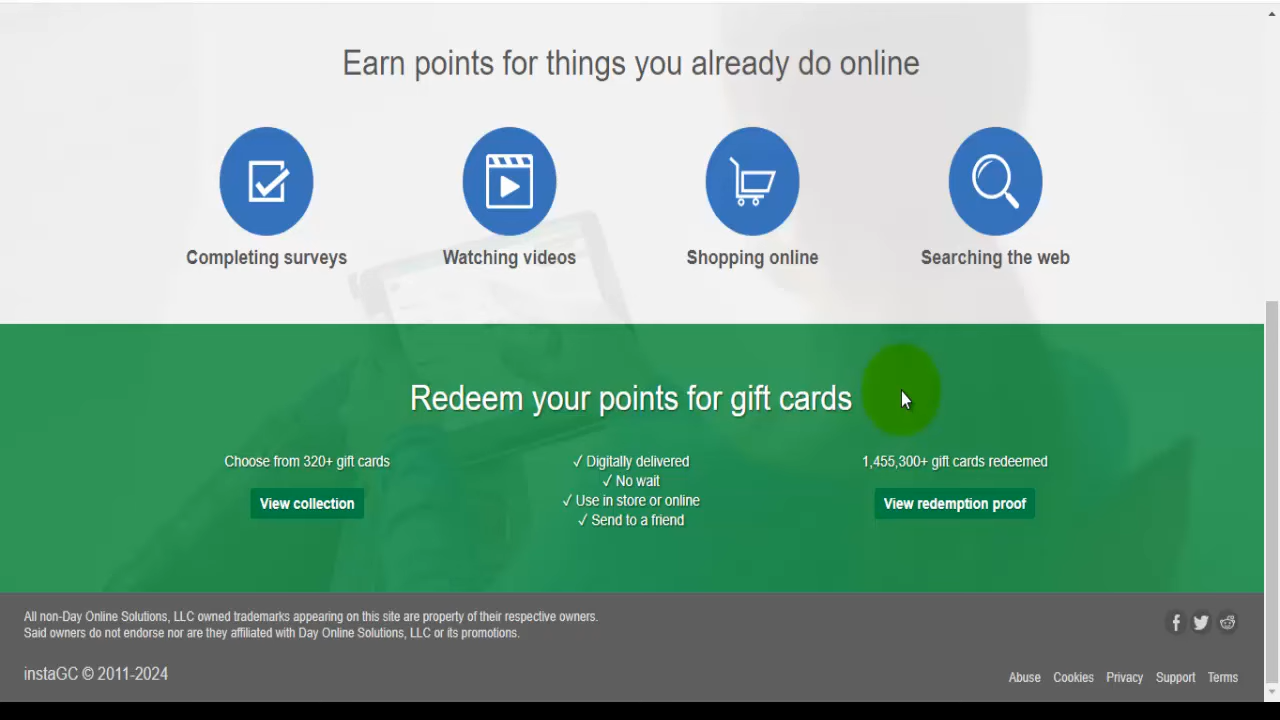 Earn points for things you already do online
Completing surveys
Watching videos
Shopping online
Searching the web
Redeem your points for gift cards
Choose from 320+ gift cards
View collection
✓ Digitally delivered
✓ No wait
✓ Use in store or online
✓ Send to a friend
1,455,300+ gift cards redeemed
View redemption proof
All non-Day Online Solutions, LLC owned trademarks appearing on this site are property of their respective owners.
Said owners do not endorse nor are they affiliated with Day Online Solutions, LLC or its promotions.
instaGC © 2011-2024
Abuse Cookies Privacy Support Terms